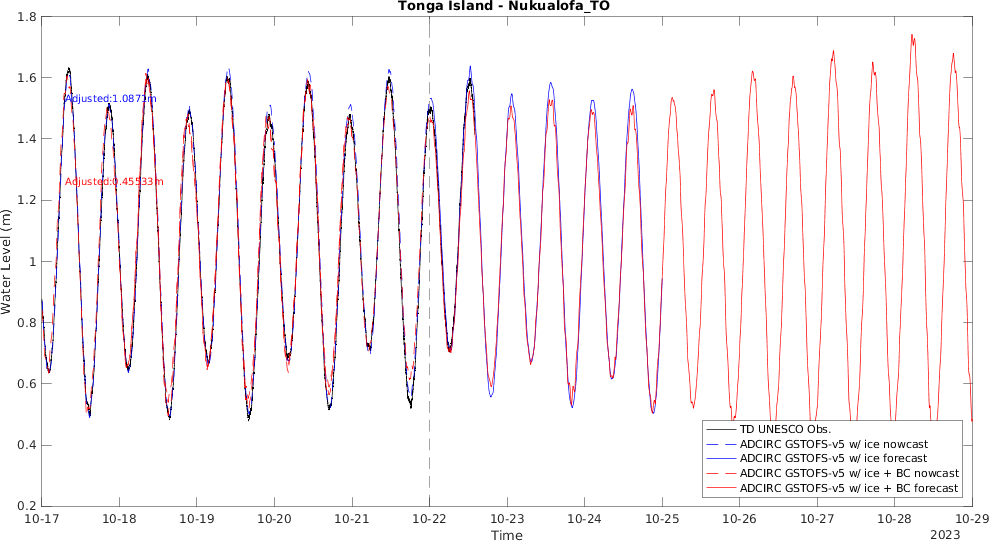 Tonga Island - Nukualofa_TO
1.8
1.6
1.4
1.2
1
0.8
0.6
0.4
0.2
Water Level (m)
Adjusted:1.0872m
Adjusted:0.45533m
TD UNESCO Obs.
ADCIRC GSTOFS-v5 w/ ice nowcast
ADCIRC GSTOFS-v5 w/ ice forecast
ADCIRC GSTOFS-v5 w/ ice + BC nowcast
ADCIRC GSTOFS-v5 w/ ice + BC forecast
10-17 10-18 10-19 10-20 10-21 10-22 10-23 10-24 10-25 10-26 10-27 10-28 10-29
Time
2023